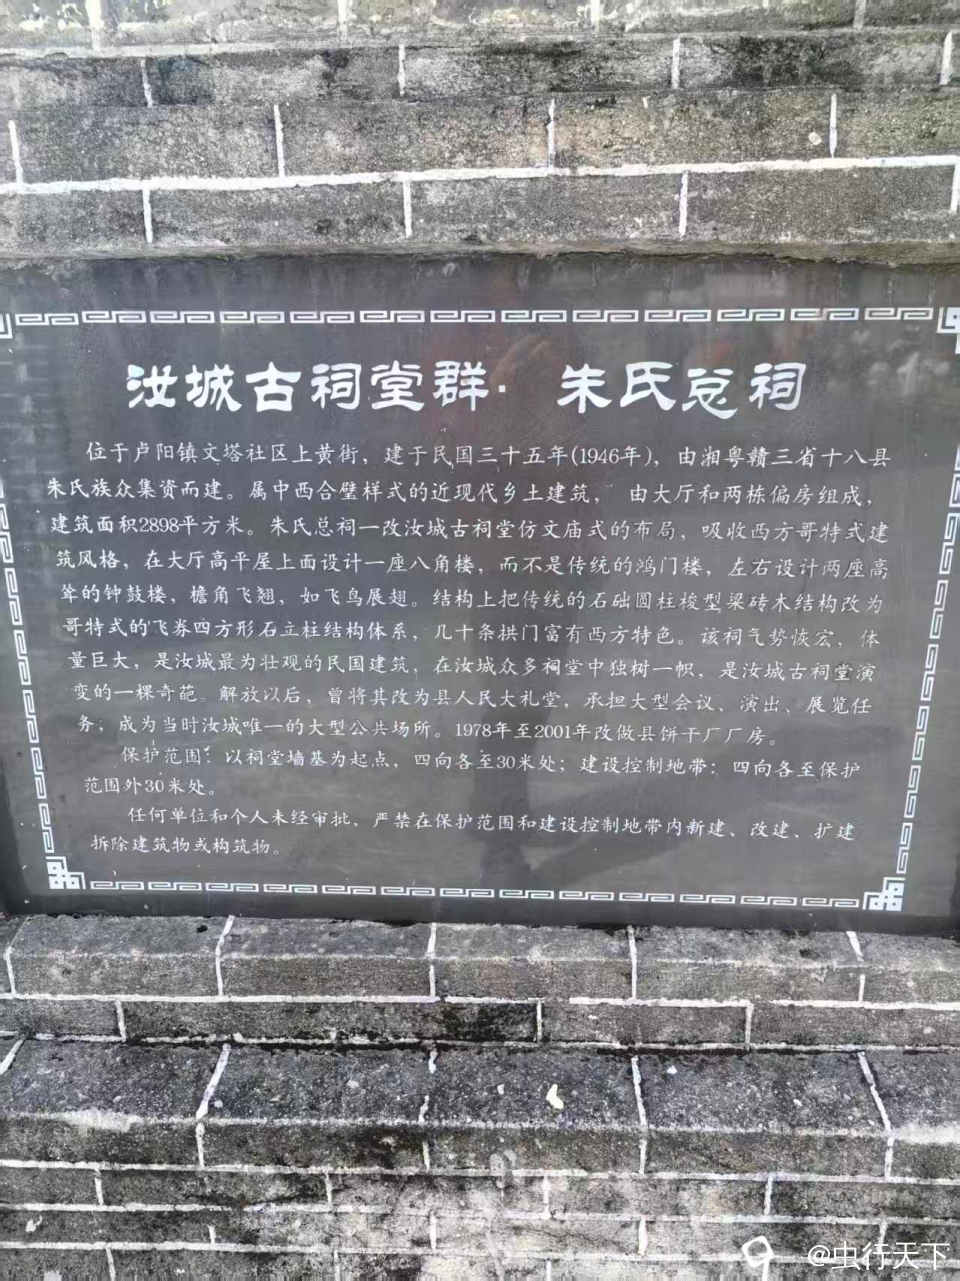 汝城古祠堂群·朱氏总祠
位于卢阳镇文塔社区上黄街，建于民国三十五年(1946年)，由湘粤赣三省十八县
朱氏族众集资而建。属中西合璧样式的近现代乡土建筑，由大厅和两栋偏房组成，
建筑面积2898平方米。朱氏总祠一改汝城古祠堂仿文庙式的布局，吸收西方哥特式建
筑风格，在大厅高平屋上面设计一座八角楼，而不是传统的鸿门楼，左右设计两座高
耸的钟鼓楼，檐角飞翘，如飞鸟展翅。结构上把传统的石础圆柱梭型梁砖木结构改为
哥特式的飞券四方形石立柱结构体系，几十条拱门富有西方特色。该祠气势恢宏，体
量巨大，是汝城最为壮观的民国建筑，在汝城众多祠堂中独树一帜，是汝城古祠堂演
变的一棵奇葩。解放以后，曾将其改为县人民大礼堂，承担大型会议、演出、展览任
务；成为当时汝城唯一的大型公共场所。1978年至2001年改做县饼干厂厂房。
保护范围：以祠堂墙基为起点，四向各至30米处；建设控制地带：四向各至保护
范围外30米处。
任何单位和个人未经审批，严禁在保护范围和建设控制地带内新建、改建、扩建
拆除建筑物或构筑物。
@虫行天下